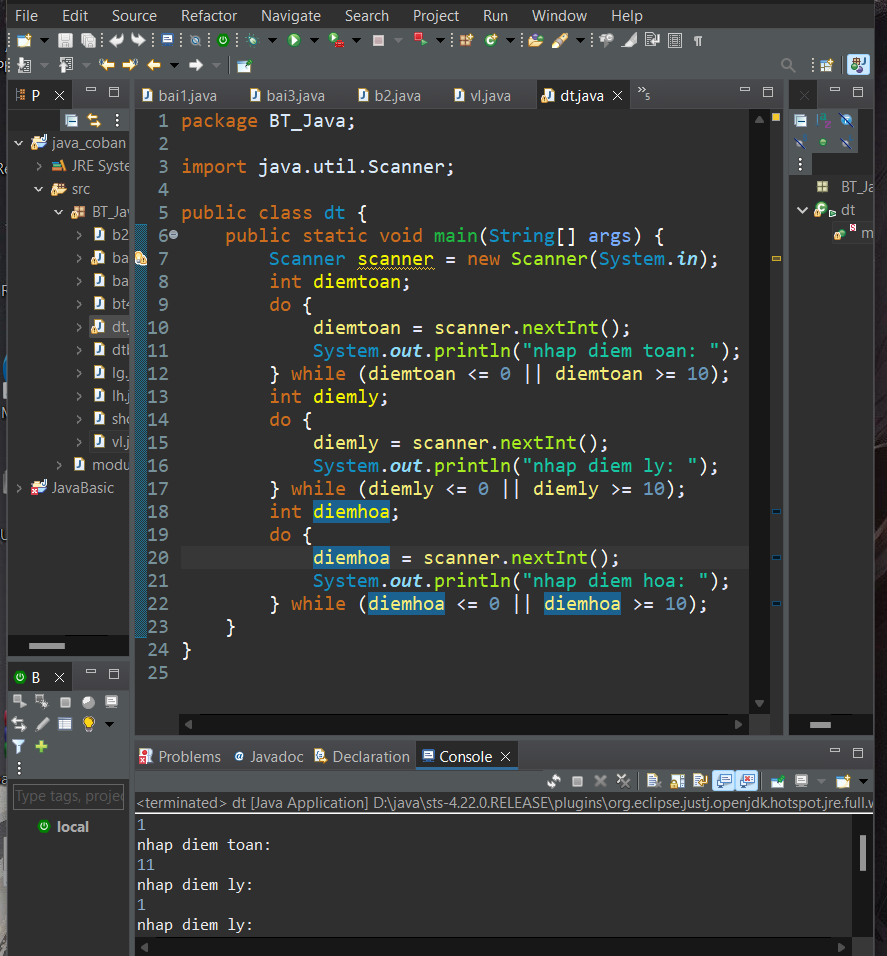 File Edit Source Refactor Navigate Search Project Run Window Help
P
bai1.java bai3.java b2.java vl.java dt.java »5
java_coban
JRE Syste
src
BT_Ja
b2
ba
ba
bt4
dt.
dt
lg.
lh.j
sho
vl.j
modu
JavaBasic
1 package BT_Java;
2
3 import java.util.Scanner;
4
5 public class dt {
6 public static void main(String[] args) {
7 Scanner scanner = new Scanner(System.in);
8 int diemtoan;
9 do {
10 diemtoan = scanner.nextInt();
11 System.out.println("nhap diem toan: ");
12 } while (diemtoan <= 0 || diemtoan >= 10);
13 int diemly;
14 do {
15 diemly = scanner.nextInt();
16 System.out.println("nhap diem ly: ");
17 } while (diemly <= 0 || diemly >= 10);
18 int diemhoa;
19 do {
20 diemhoa = scanner.nextInt();
21 System.out.println("nhap diem hoa: ");
22 } while (diemhoa <= 0 || diemhoa >= 10);
23 }
24 }
25
BT_Ja
dt
m
B
Type tags, projec
local
Problems Javadoc Declaration Console
<terminated> dt [Java Application] D:\java\sts-4.22.0.RELEASE\plugins\org.eclipse.justj.openjdk.hotspot.jre.full.w
1
nhap diem toan:
11
nhap diem ly:
1
nhap diem ly: